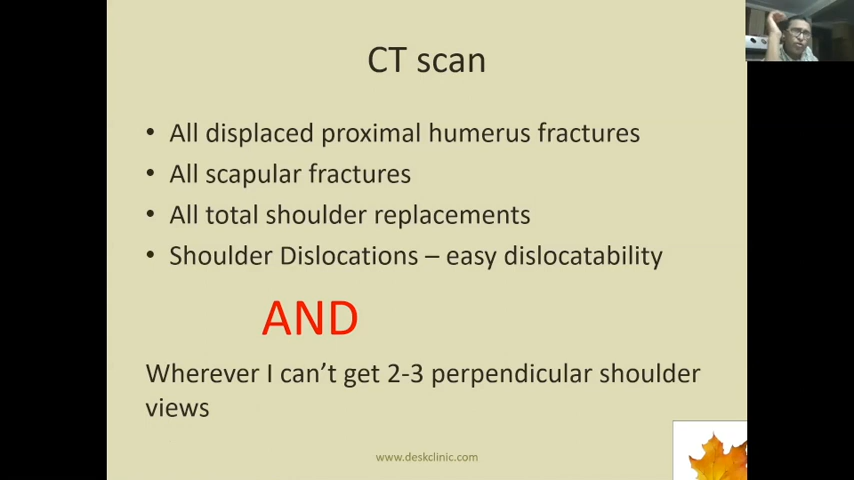 CT scan
• All displaced proximal humerus fractures
• All scapular fractures
• All total shoulder replacements
• Shoulder Dislocations – easy dislocatability
AND
Wherever I can’t get 2-3 perpendicular shoulder
views
www.deskclinic.com